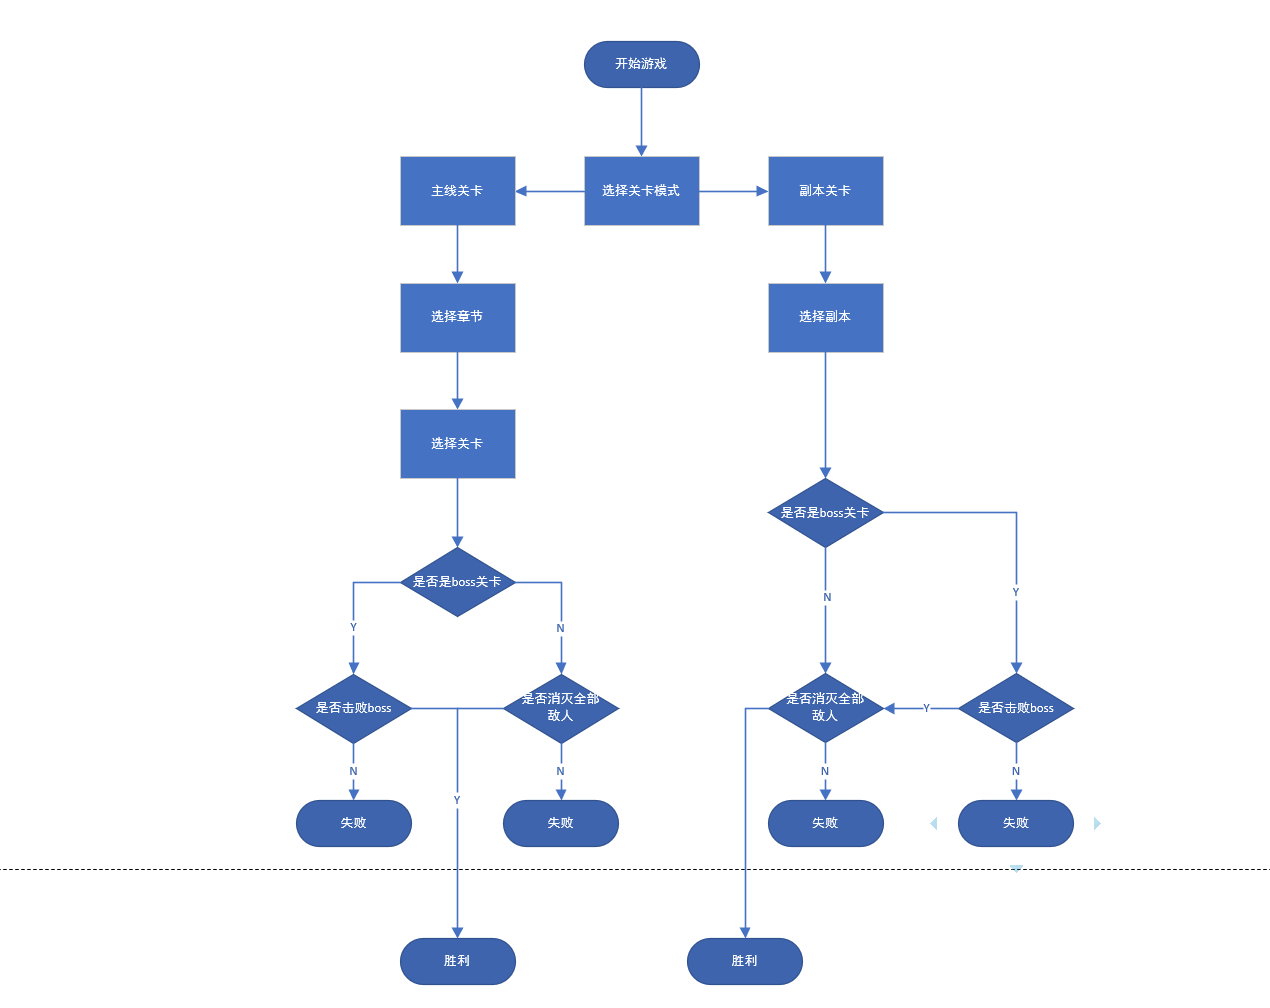 开始游戏
主线关卡
选择关卡模式
副本关卡
选择章节
选择副本
选择关卡
是否是boss关卡
是否是boss关卡
N
Y
Y
N
是否击败boss
是否消灭全部
敌人
是否消灭全部
敌人
Y
是否击败boss
N
N
N
N
Y
失败
失败
失败
失败
胜利
胜利